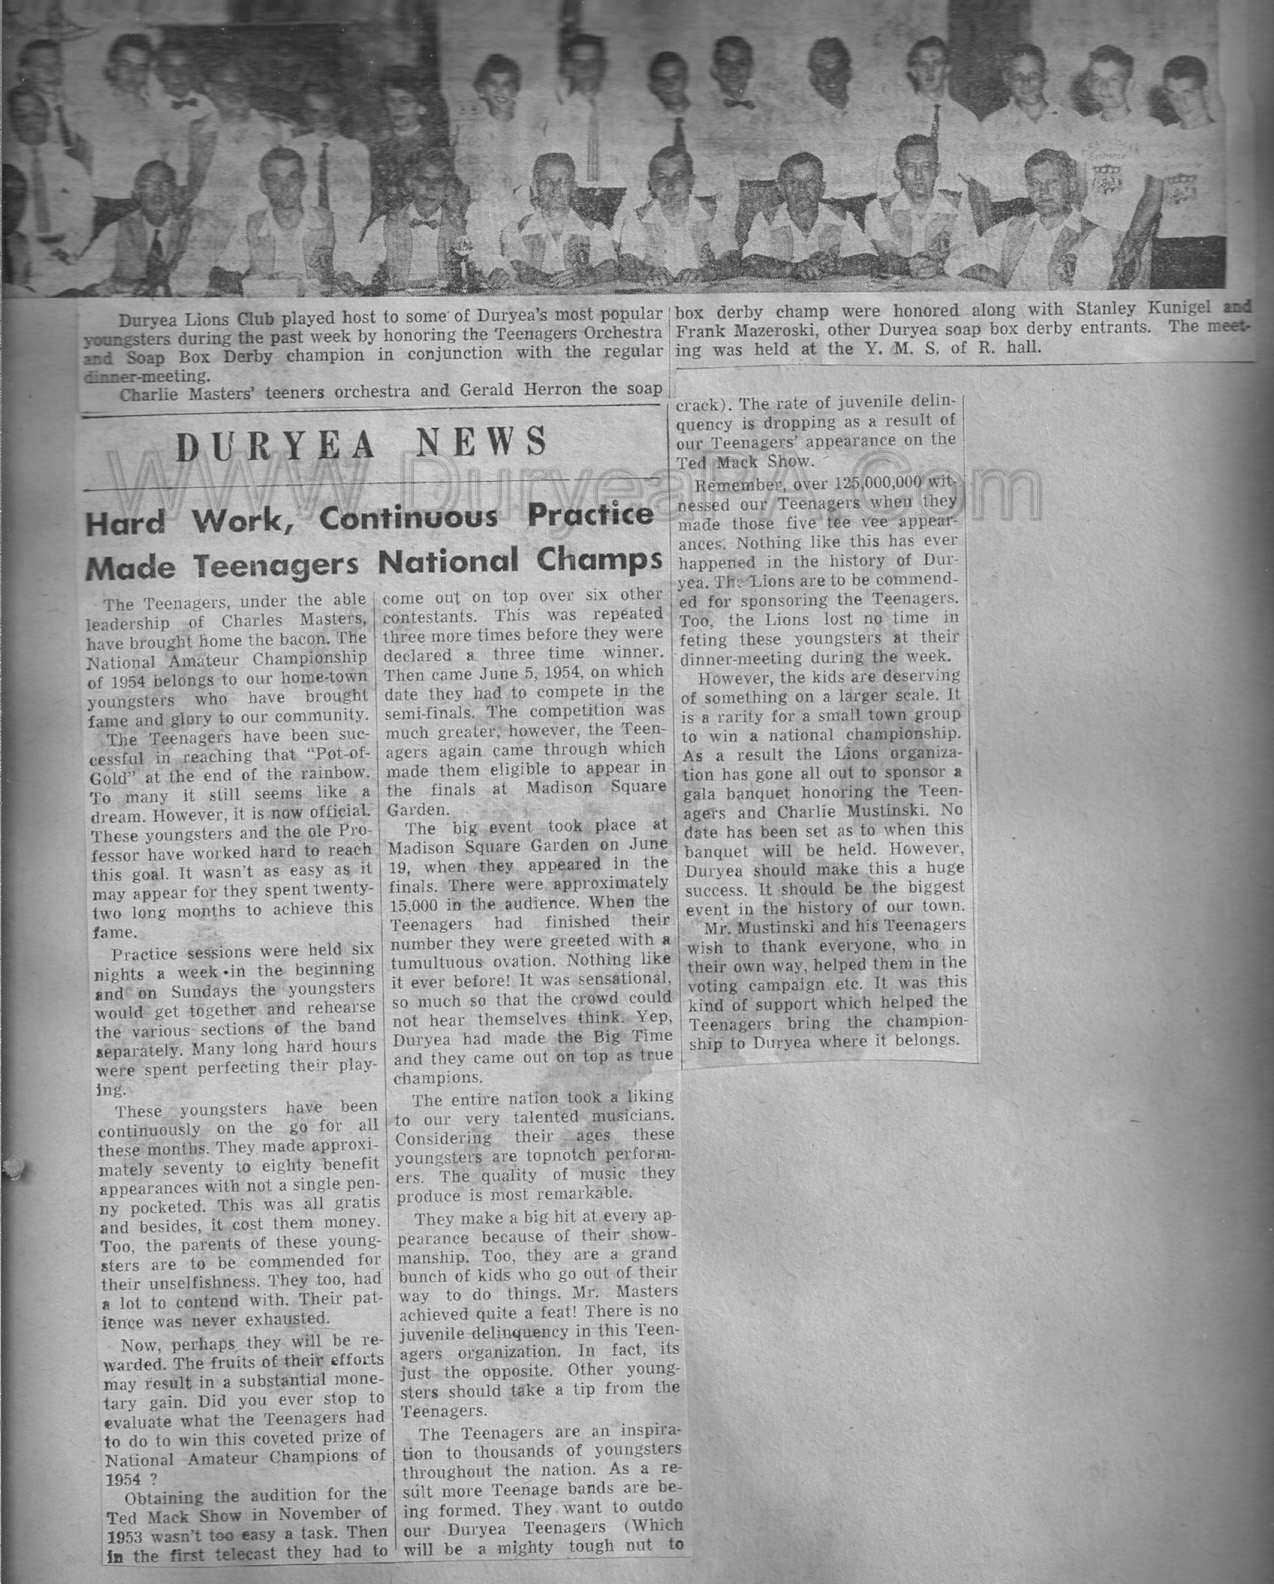 Duryea Lions Club played host to some of Duryea's most popular
youngsters during the past week by honoring the Teenagers Orchestra
and Soap Box Derby champion in conjunction with the regular
dinner-meeting.
Charlie Masters' teeners orchestra and Gerald Herron the soap
box derby champ were honored along with Stanley Kunigel and
Frank Mazeroski, other Duryea soap box derby entrants. The meet-
ing was held at the Y. M. S. of R. hall.
DURYEA NEWS
www.DuryeaPA.Com
Hard Work, Continuous Practice
Made Teenagers National Champs
The Teenagers, under the able
leadership of Charles Masters,
have brought home the bacon. The
National Amateur Championship
of 1954 belongs to our home-town
youngsters who have brought
fame and glory to our community.
The Teenagers have been suc-
cessful in reaching that "Pot-of-
Gold" at the end of the rainbow.
To many it still seems like a
dream. However, it is now official.
These youngsters and the ole Pro-
fessor have worked hard to reach
this goal. It wasn't as easy as it
may appear for they spent twenty-
two long months to achieve this
fame.
Practice sessions were held six
nights a week in the beginning
and on Sundays the youngsters
would get together and rehearse
the various sections of the band
separately. Many long hard hours
were spent perfecting their play-
ing.
These youngsters have been
continuously on the go for all
these months. They made approxi-
mately seventy to eighty benefit
appearances with not a single pen-
ny pocketed. This was all gratis
and besides, it cost them money.
Too, the parents of these young-
sters are to be commended for
their unselfishness. They too, had
a lot to contend with. Their pat-
ience was never exhausted.
Now, perhaps they will be re-
warded. The fruits of their efforts
may result in a substantial mone-
tary gain. Did you ever stop to
evaluate what the Teenagers had
to do to win this coveted prize of
National Amateur Champions of
1954 ?
Obtaining the audition for the
Ted Mack Show in November of
1953 wasn't too easy a task. Then
in the first telecast they had to
come out on top over six other
contestants. This was repeated
three more times before they were
declared a three time winner.
Then came June 5, 1954, on which
date they had to compete in the
semi-finals. The competition was
much greater, however, the Teen-
agers again came through which
made them eligible to appear in
the finals at Madison Square
Garden.
The big event took place at
Madison Square Garden on June
19, when they appeared in the
finals. There were approximately
15,000 in the audience. When the
Teenagers had finished their
number they were greeted with a
tumultuous ovation. Nothing like
it ever before! It was sensational,
so much so that the crowd could
not hear themselves think. Yep,
Duryea had made the Big Time
and they came out on top as true
champions.
The entire nation took a liking
to our very talented musicians.
Considering their ages these
youngsters are topnotch perform-
ers. The quality of music they
produce is most remarkable.
They make a big hit at every ap-
pearance because of their show-
manship. Too, they are a grand
bunch of kids who go out of their
way to do things. Mr. Masters
achieved quite a feat! There is no
juvenile delinquency in this Teen-
agers organization. In fact, its
just the opposite. Other young-
sters should take a tip from the
Teenagers.
The Teenagers are an inspira-
tion to thousands of youngsters
throughout the nation. As a re-
sult more Teenage bands are be-
ing formed. They want to outdo
our Duryea Teenagers (Which
will be a mighty tough nut to
crack). The rate of juvenile delin-
quency is dropping as a result of
our Teenagers' appearance on the
Ted Mack Show.
Remember, over 125,000,000 wit-
nessed our Teenagers when they
made those five tee vee appear-
ances. Nothing like this has ever
happened in the history of Dur-
yea. The Lions are to be commend-
ed for sponsoring the Teenagers.
Too, the Lions lost no time in
feting these youngsters at their
dinner-meeting during the week.
However, the kids are deserving
of something on a larger scale. It
is a rarity for a small town group
to win a national championship.
As a result the Lions organiza-
tion has gone all out to sponsor a
gala banquet honoring the Teen-
agers and Charlie Mustinski. No
date has been set as to when this
banquet will be held. However,
Duryea should make this a huge
success. It should be the biggest
event in the history of our town.
Mr. Mustinski and his Teenagers
wish to thank everyone, who in
their own way, helped them in the
voting campaign etc. It was this
kind of support which helped the
Teenagers bring the champion-
ship to Duryea where it belongs.